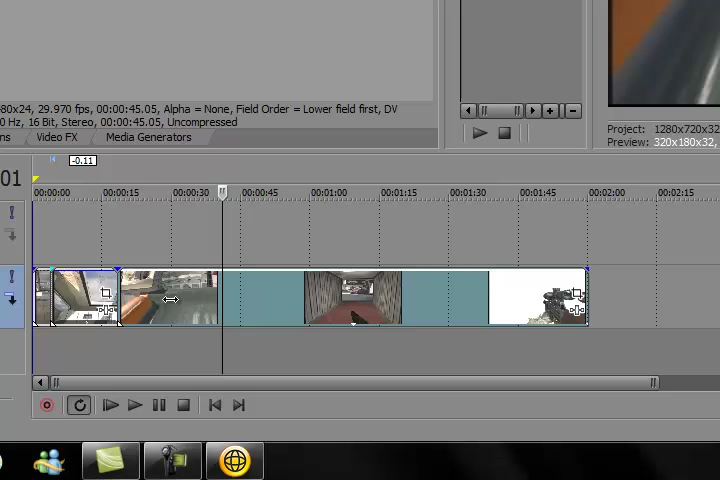 80x24, 29.970 fps, 00:00:45.05, Alpha = None, Field Order = Lower field first, DV
0 Hz, 16 Bit, Stereo, 00:00:45.05, Uncompressed
ns Video FX Media Generators
Project: 1280x720x32
Preview: 320x180x32,
-0.11
01
00:00:00 00:00:15 00:00:30 00:00:45 00:01:00 00:01:15 00:01:30 00:01:45 00:02:00 00:02:15